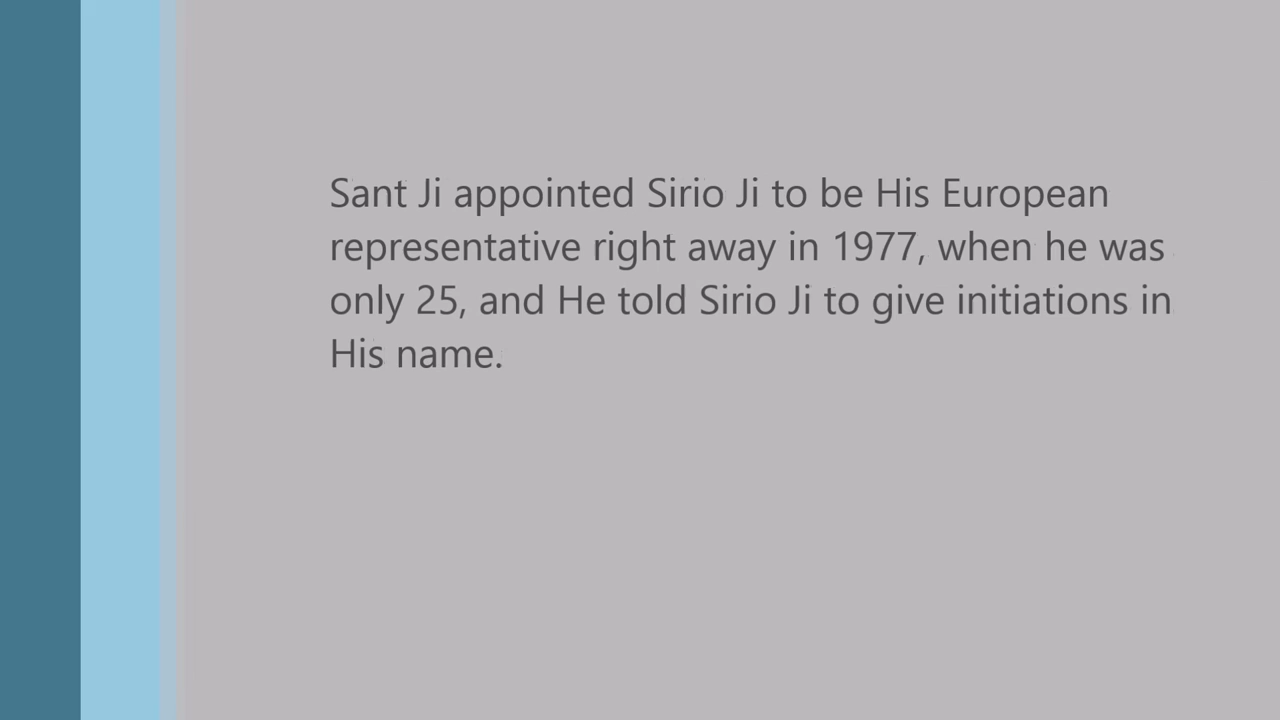 Sant Ji appointed Sirio Ji to be His European
representative right away in 1977, when he was
only 25, and He told Sirio Ji to give initiations in
His name.